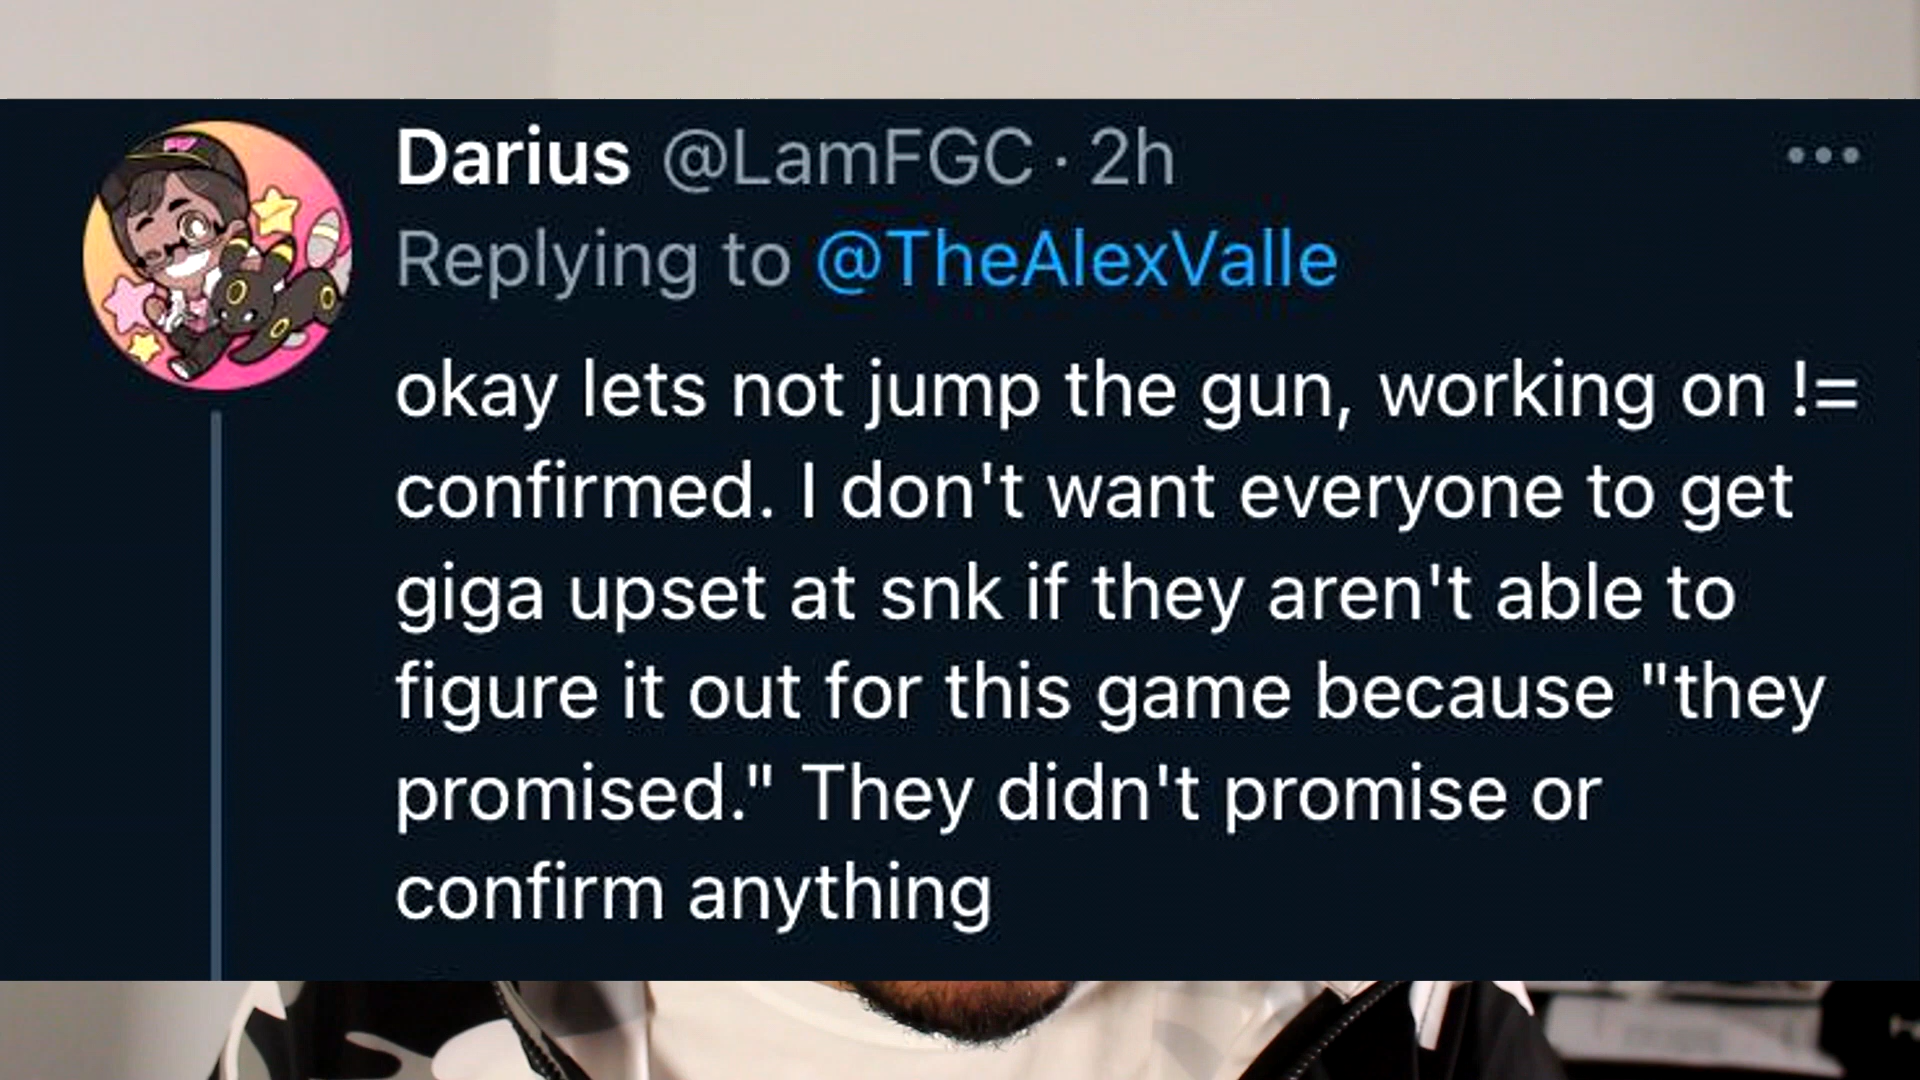 Darius @LamFGC · 2h
Replying to @TheAlexValle
okay lets not jump the gun, working on !=
confirmed. I don't want everyone to get
giga upset at snk if they aren't able to
figure it out for this game because "they
promised." They didn't promise or
confirm anything